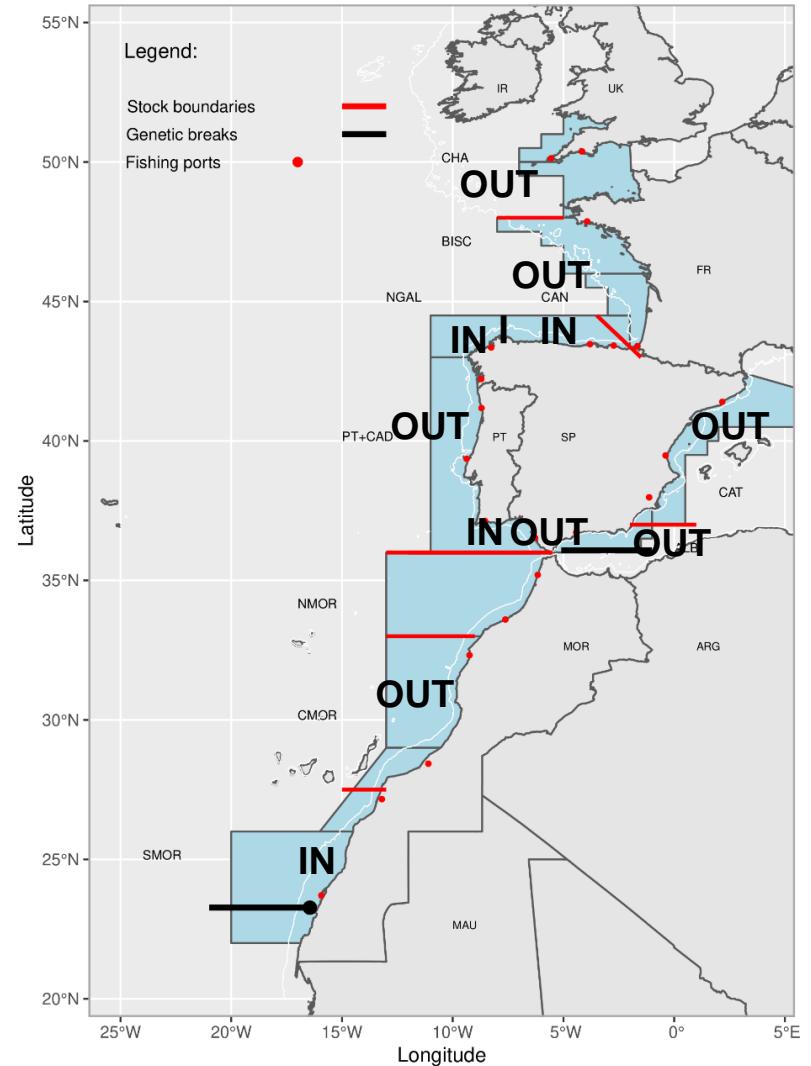 55°N
Legend:
IR
UK
Stock boundaries
Genetic breaks
CHA
Fishing ports
50°N
OUT
BISC
FR
OUT
45°N
NGAL
CAN
IN
I
IN
40°N
PT+CAD
OUT
PT
SP
OUT
CAT
IN
OUT
OUT
ALB
35°N
NMOR
MOR
ARG
OUT
CMOR
30°N
SMOR
25°N
IN
MAU
20°N
25°W
20°W
15°W
10°W
5°W
0°
5°E
Longitude
Latitude